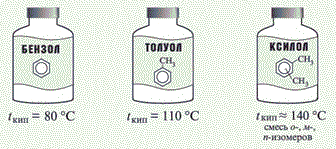 БЕНЗОЛ
ТОЛУОЛ
CH₃
КСИЛОЛ
CH₃
CH₃
tкип = 80 °C
tкип = 110 °C
tкип ≈ 140 °C
смесь о-, м-,
п-изомеров